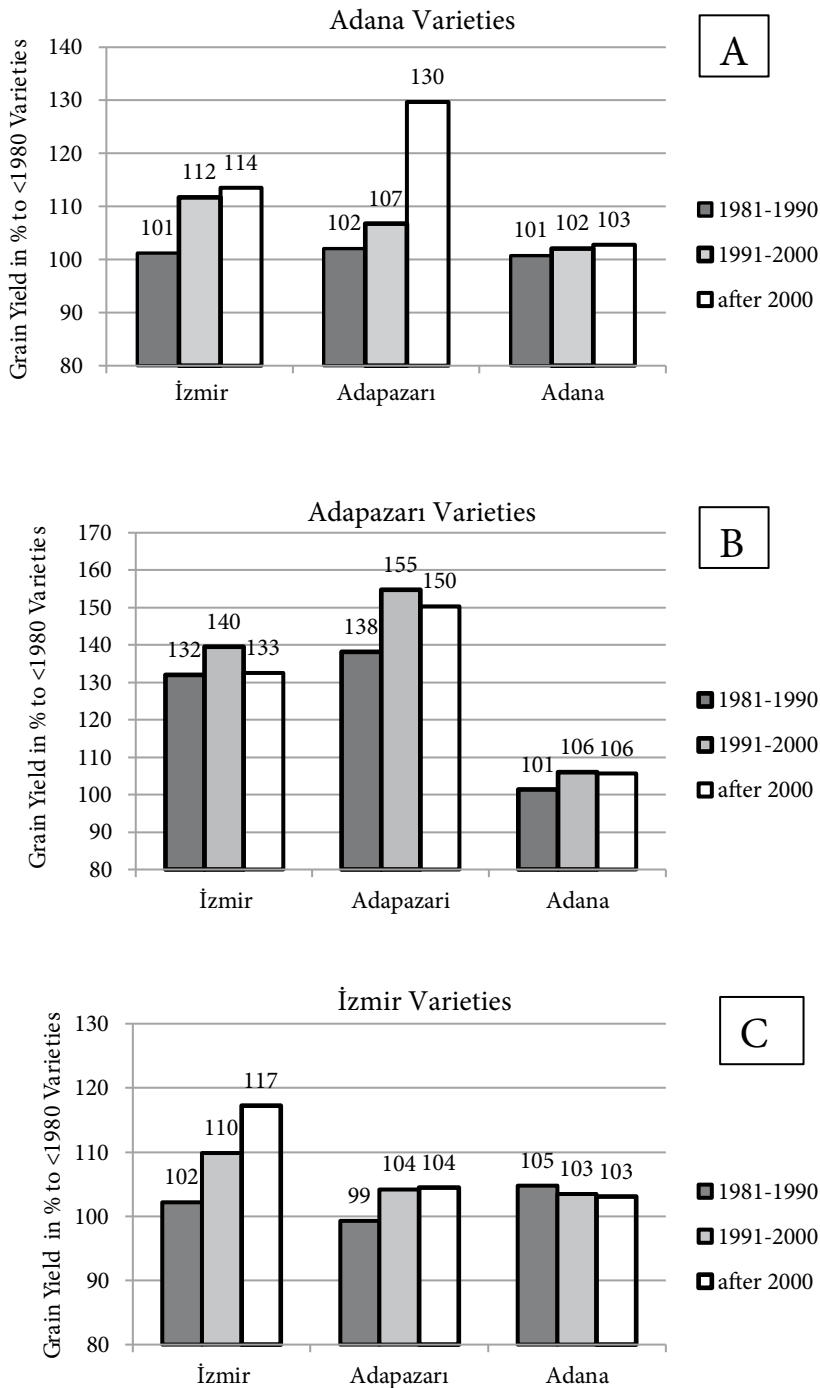 Adana Varieties
A
Grain Yield in % to <1980 Varieties
140
130
120
110
100
90
80
101
112
114
102
107
130
101
102
103
İzmir
Adapazarı
Adana
1981-1990
1991-2000
after 2000
Adapazarı Varieties
B
Grain Yield in % to <1980 Varieties
170
160
150
140
130
120
110
100
90
80
132
140
133
138
155
150
101
106
106
İzmir
Adapazari
Adana
1981-1990
1991-2000
after 2000
İzmir Varieties
C
Grain Yield in % to <1980 Varieties
130
120
110
100
90
80
102
110
117
99
104
104
105
103
103
İzmir
Adapazarı
Adana
1981-1990
1991-2000
after 2000